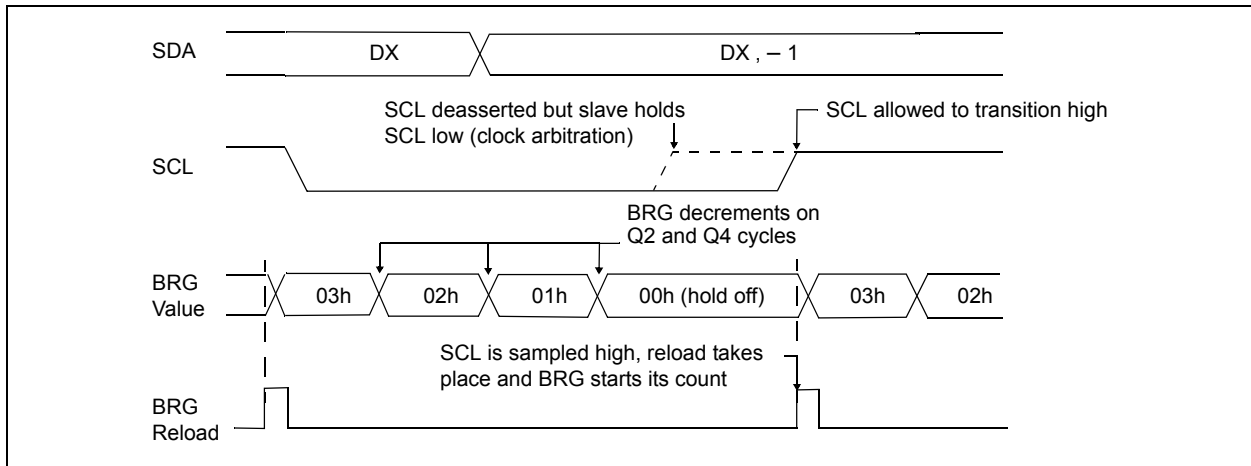 SDA
DX
DX , – 1
SCL deasserted but slave holds
SCL low (clock arbitration)
SCL allowed to transition high
SCL
BRG decrements on
Q2 and Q4 cycles
BRG
Value
03h
02h
01h
00h (hold off)
03h
02h
SCL is sampled high, reload takes
place and BRG starts its count
BRG
Reload